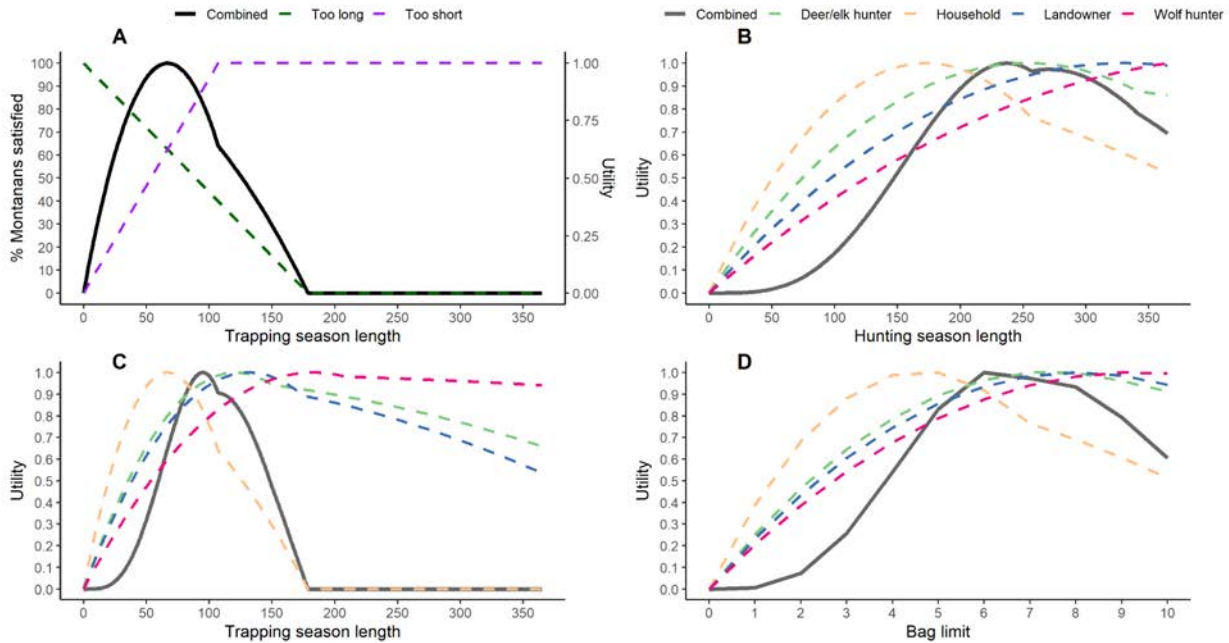 Combined Too long Too short
Combined Deer/elk hunter Household Landowner Wolf hunter
A
100
90
80
70
60
50
40
30
20
10
0
% Montanans satisfied
1.00
0.75
0.50
0.25
0.00
Utility
0 50 100 150 200 250 300 350
Trapping season length
B
1.0
0.9
0.8
0.7
0.6
0.5
0.4
0.3
0.2
0.1
0.0
Utility
0 50 100 150 200 250 300 350
Hunting season length
C
1.0
0.9
0.8
0.7
0.6
0.5
0.4
0.3
0.2
0.1
0.0
Utility
0 50 100 150 200 250 300 350
Trapping season length
D
1.0
0.9
0.8
0.7
0.6
0.5
0.4
0.3
0.2
0.1
0.0
Utility
0 1 2 3 4 5 6 7 8 9 10
Bag limit